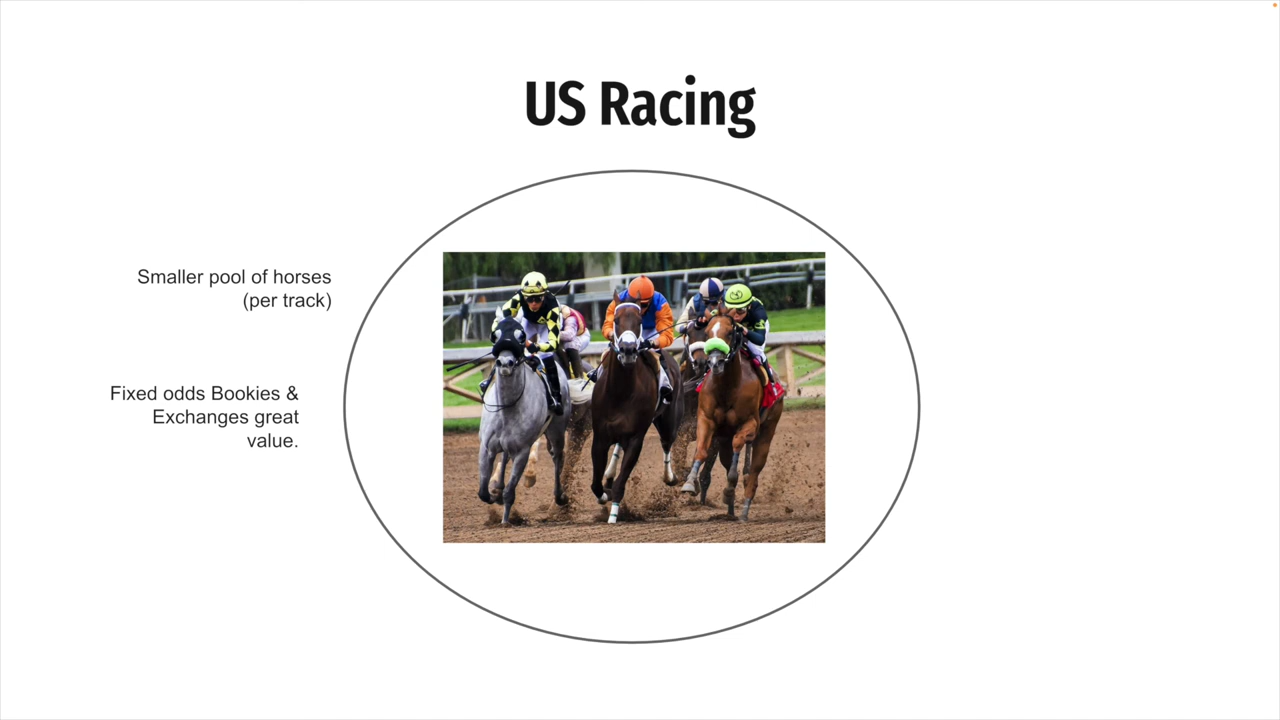 US Racing
Smaller pool of horses
(per track)
Fixed odds Bookies &
Exchanges great
value.